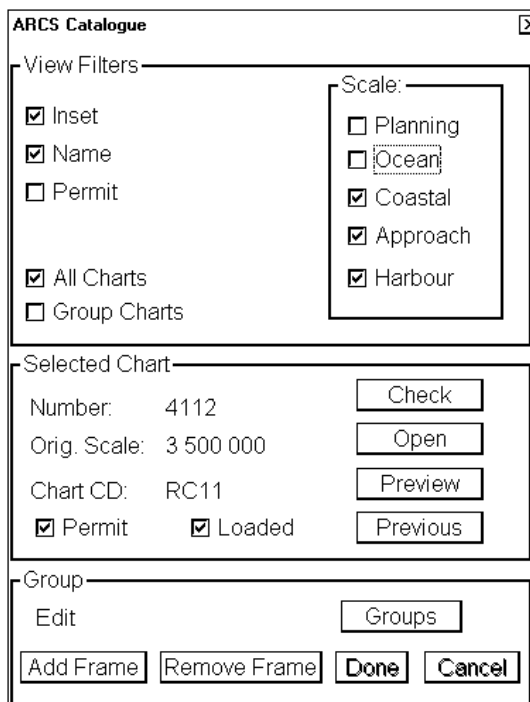 ARCS Catalogue
View Filters
Inset
Name
Permit
All Charts
Group Charts
Scale:
Planning
Ocean
Coastal
Approach
Harbour
Selected Chart
Number: 4112
Orig. Scale: 3 500 000
Chart CD: RC11
Permit Loaded
Check
Open
Preview
Previous
Group
Edit Groups
Add Frame Remove Frame Done Cancel